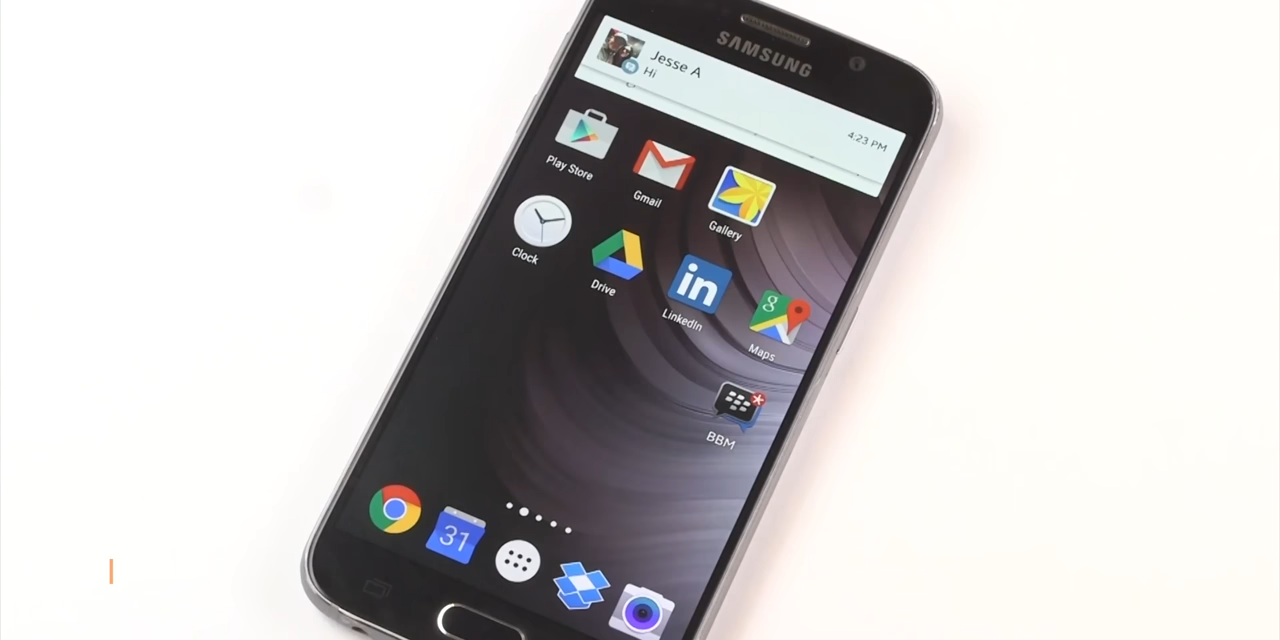 SAMSUNG
Jesse A
Hi
4:23 PM
Play Store
Gmail
Gallery
Clock
Drive
in
LinkedIn
g
Maps
BBM
31